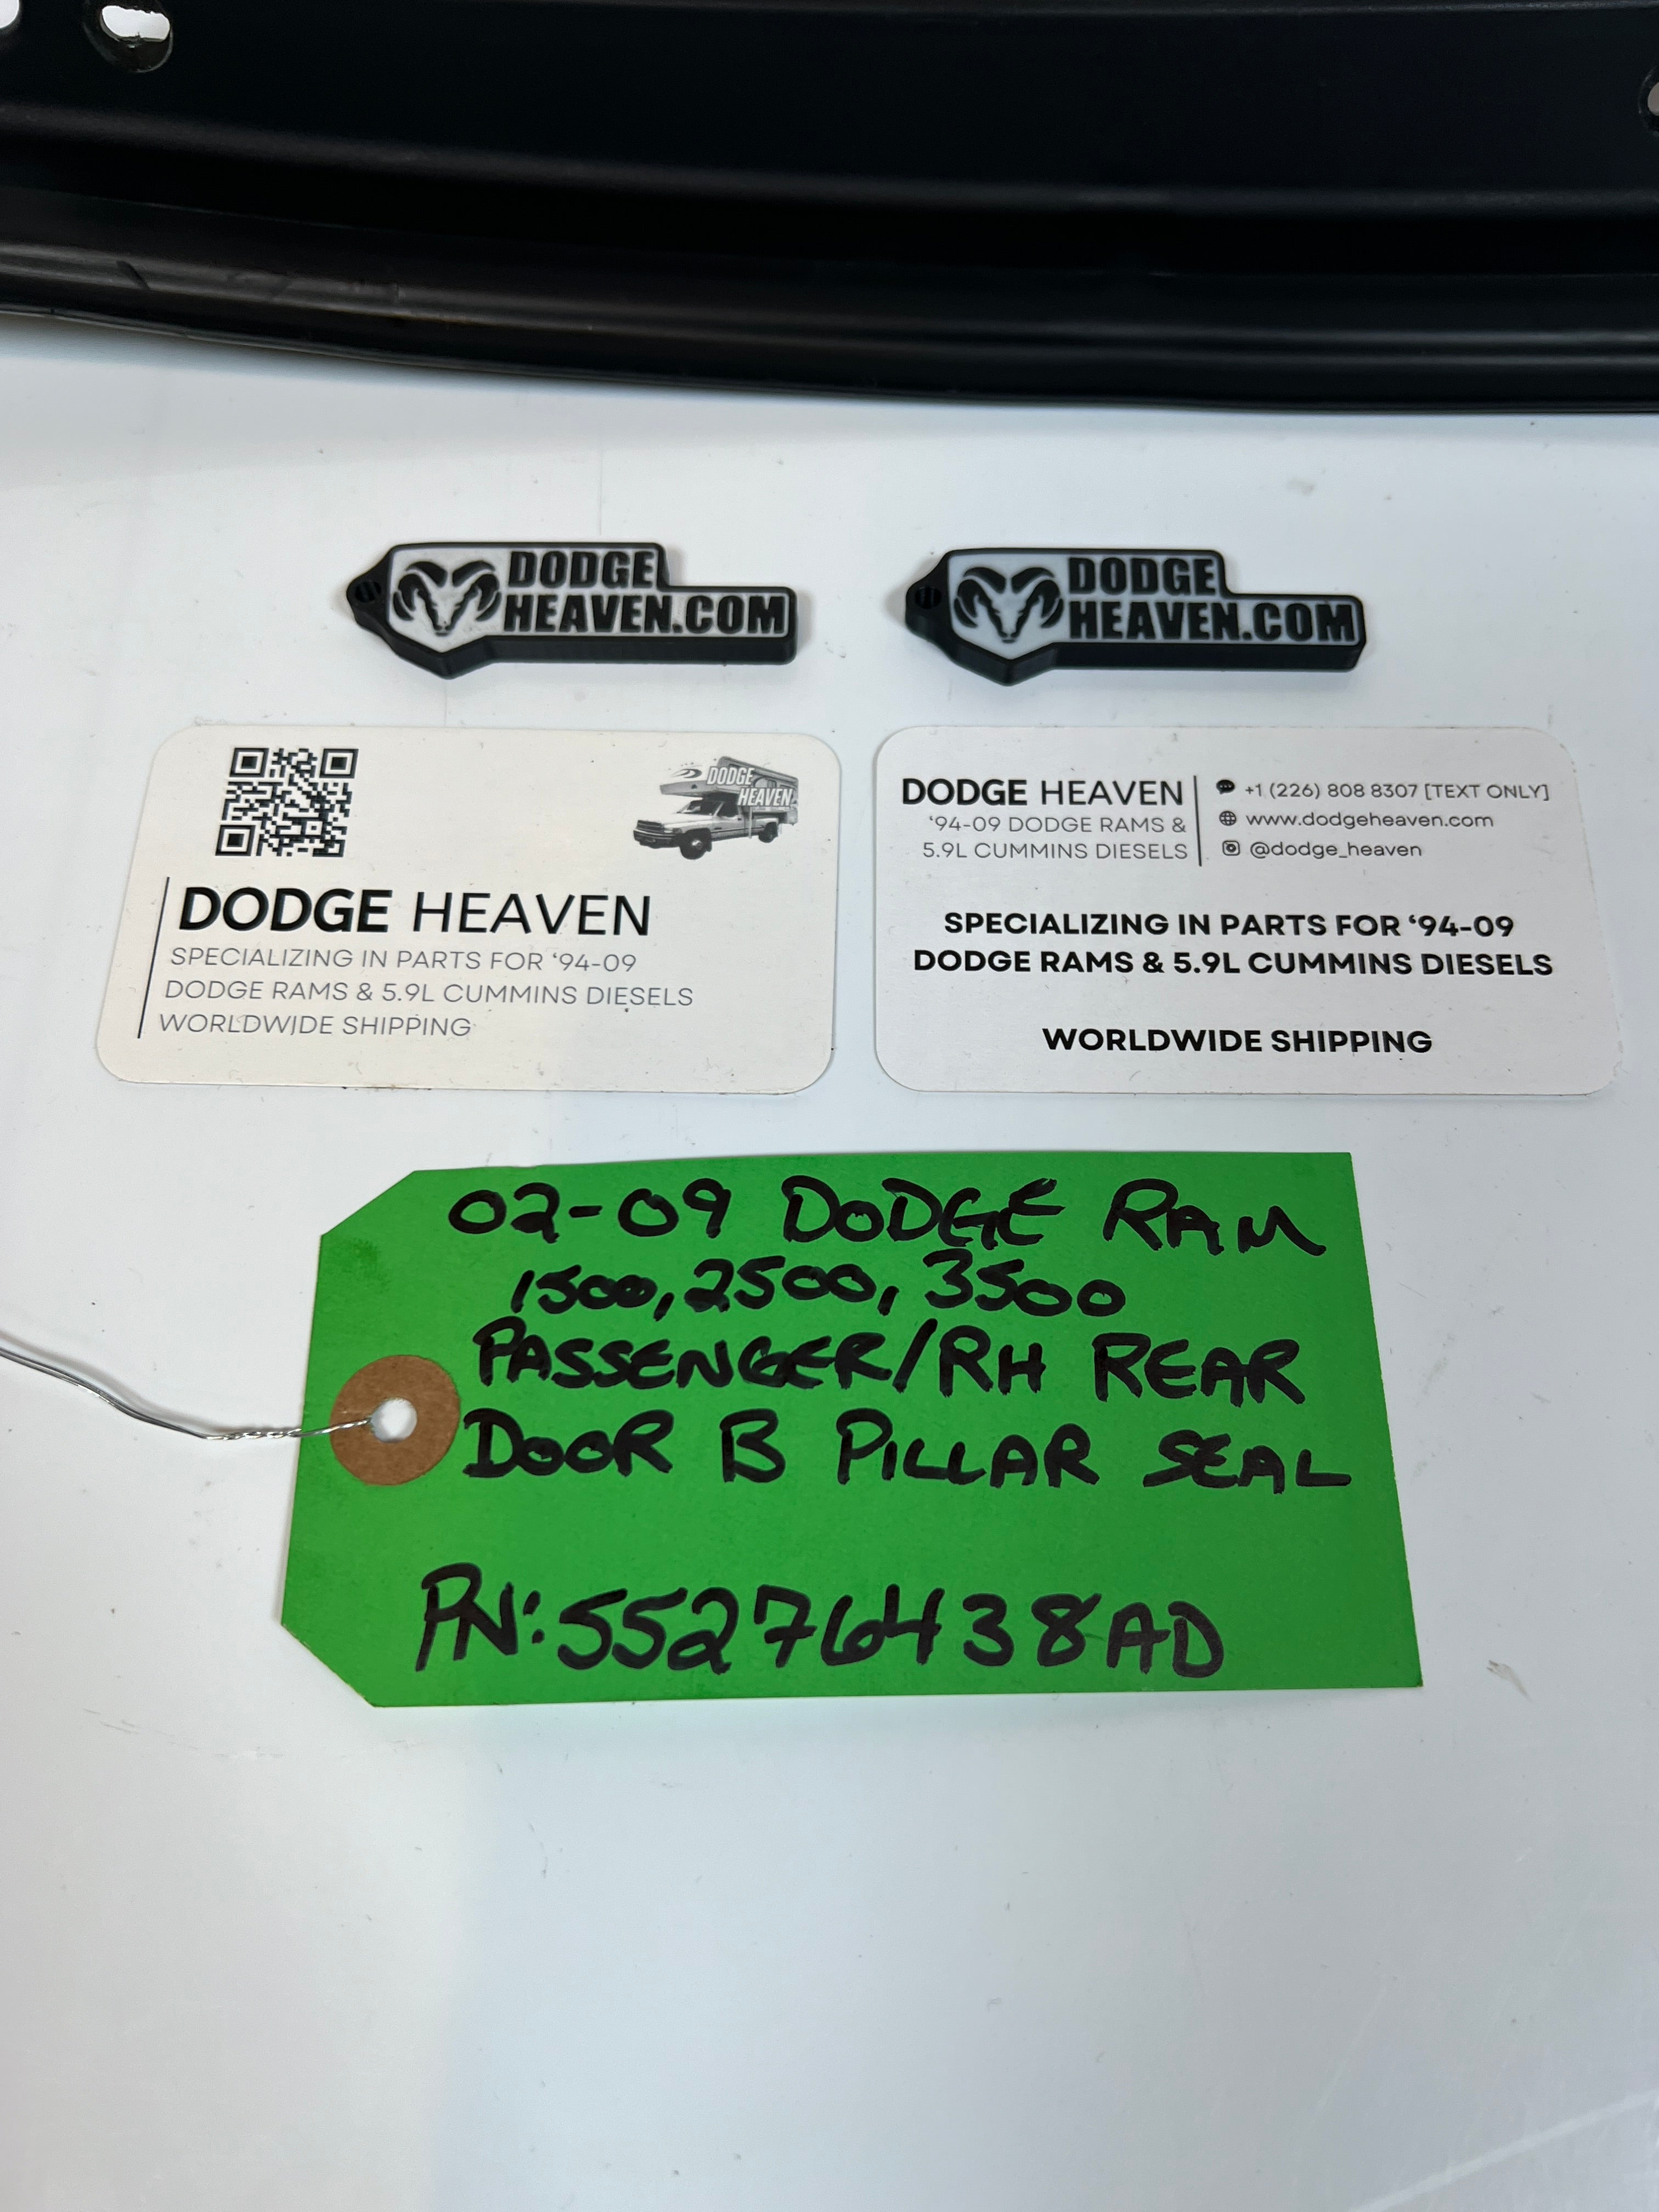 DODGE
HEAVEN.COM
DODGE
HEAVEN.COM
DODGE
HEAVEN
DODGE HEAVEN
SPECIALIZING IN PARTS FOR ‘94-09
DODGE RAMS & 5.9L CUMMINS DIESELS
WORLDWIDE SHIPPING
DODGE HEAVEN
‘94-09 DODGE RAMS &
5.9L CUMMINS DIESELS
+1 (226) 808 8307 [TEXT ONLY]
www.dodgeheaven.com
@dodge_heaven
SPECIALIZING IN PARTS FOR ‘94-09
DODGE RAMS & 5.9L CUMMINS DIESELS
WORLDWIDE SHIPPING
02-09 DODGE RAM
1500, 2500, 3500
PASSENGER/RH REAR
DOOR B PILLAR SEAL
PN:55276438AD